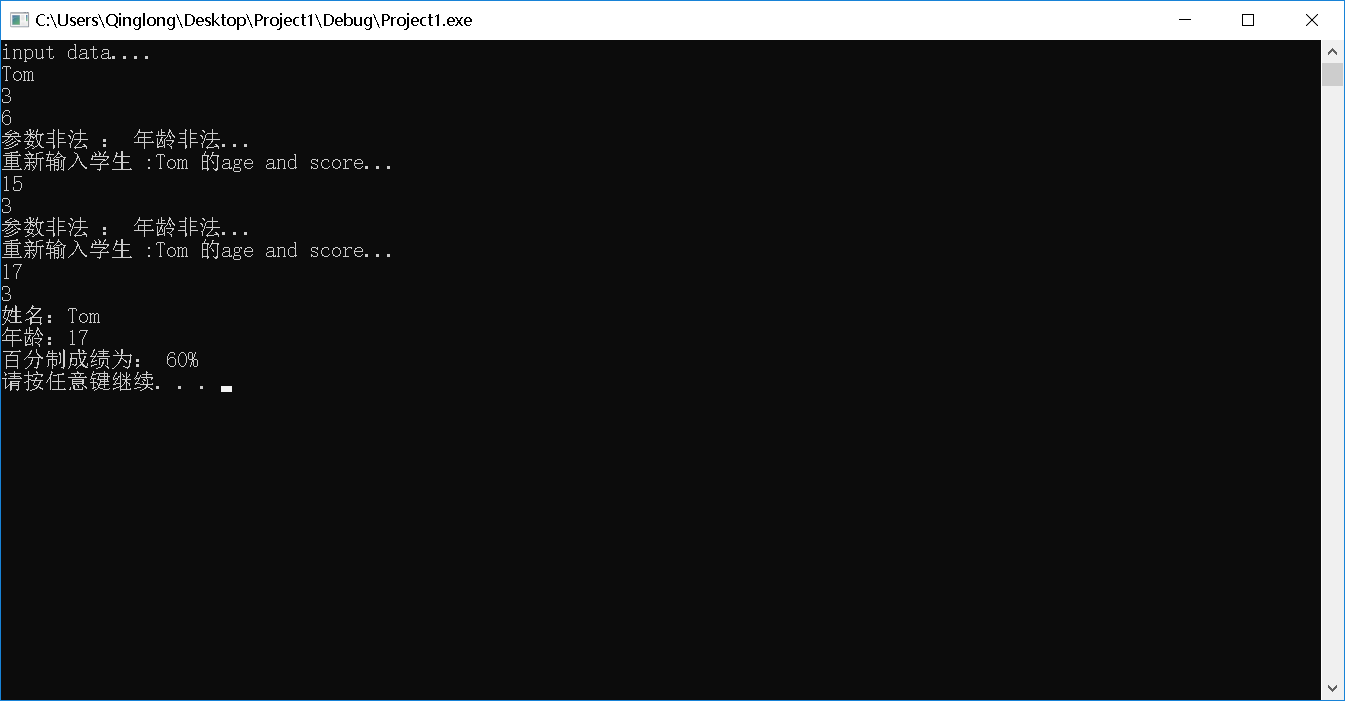 C:\Users\Qinglong\Desktop\Project1\Debug\Project1.exe
input data....
Tom
3
6
参数非法 ： 年龄非法...
重新输入学生 :Tom 的age and score...
15
3
参数非法 ： 年龄非法...
重新输入学生 :Tom 的age and score...
17
3
姓名：Tom
年龄：17
百分制成绩为： 60%
请按任意键继续. . .